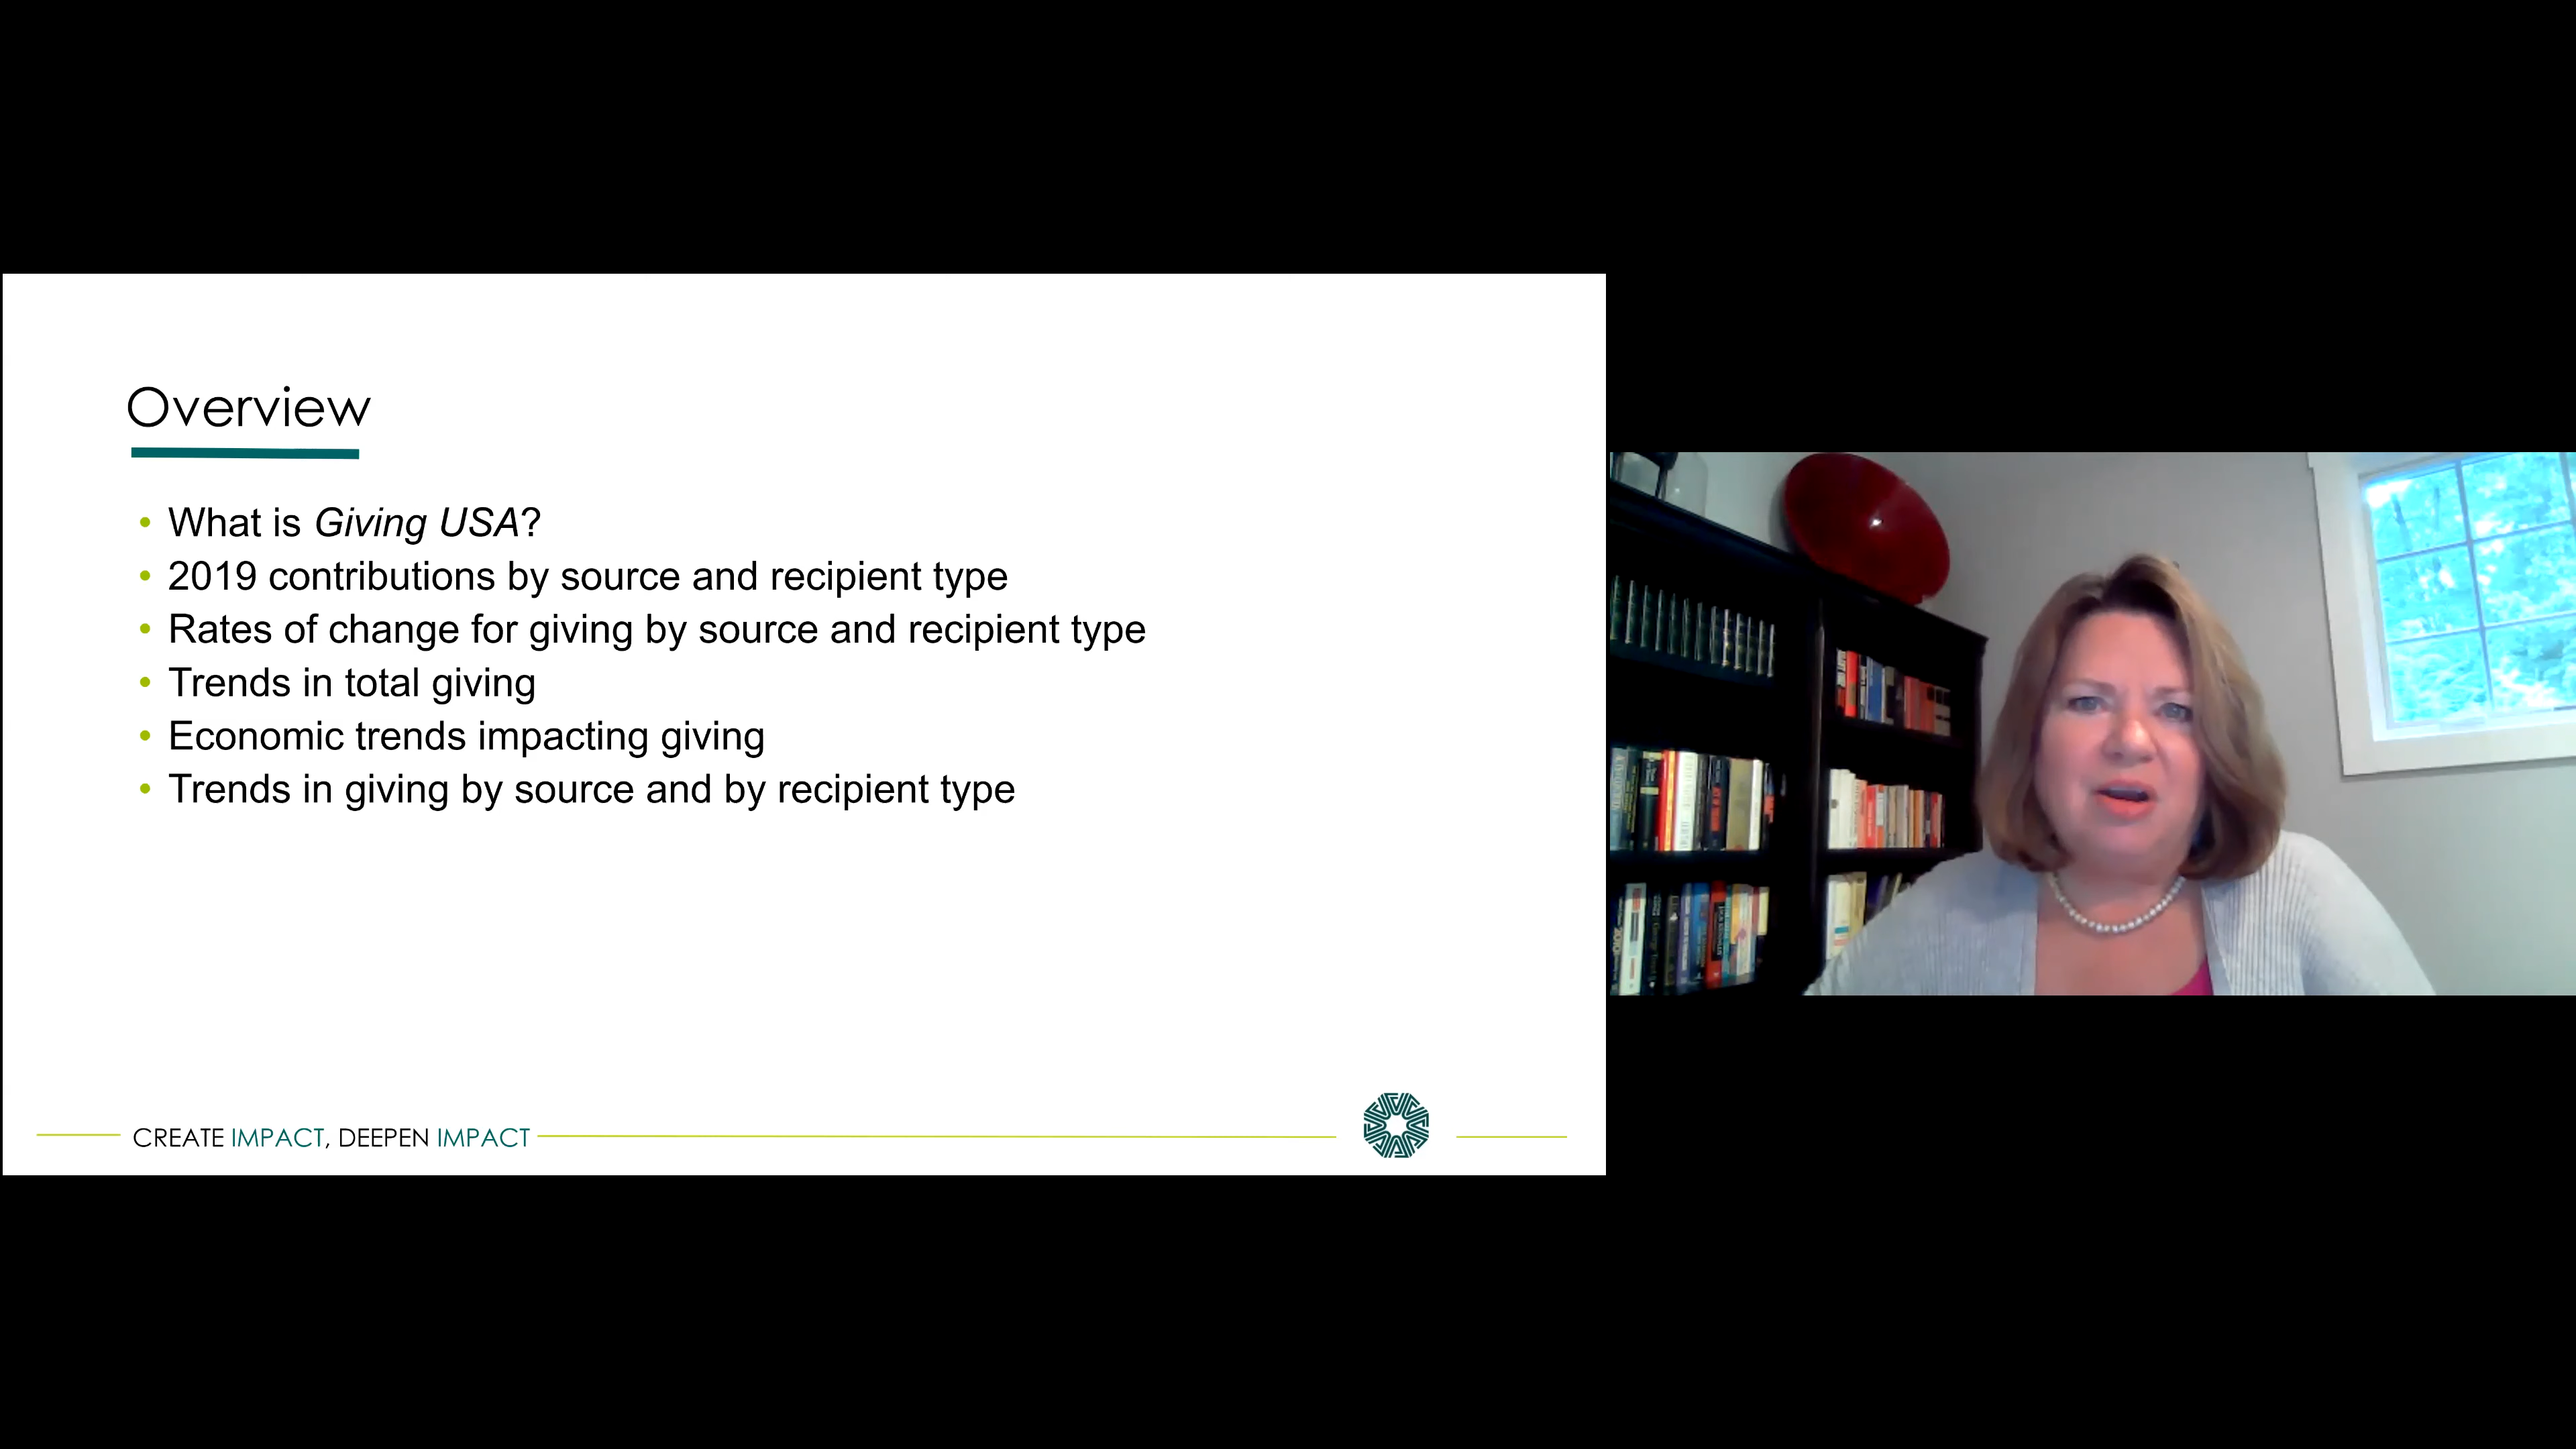 Overview
• What is Giving USA?
• 2019 contributions by source and recipient type
• Rates of change for giving by source and recipient type
• Trends in total giving
• Economic trends impacting giving
• Trends in giving by source and by recipient type
CREATE IMPACT, DEEPEN IMPACT